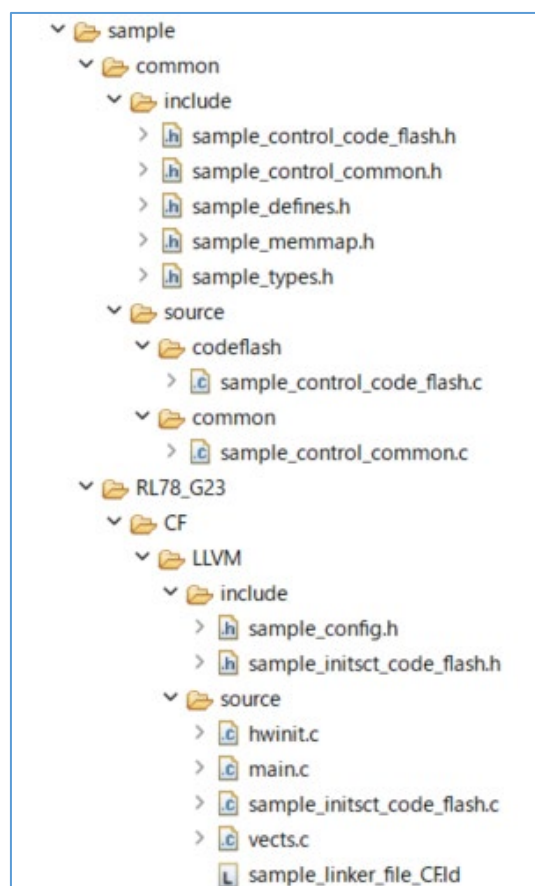 sample
common
include
.h sample_control_code_flash.h
.h sample_control_common.h
.h sample_defines.h
.h sample_memmap.h
.h sample_types.h
source
codeflash
.c sample_control_code_flash.c
common
.c sample_control_common.c
RL78_G23
CF
LLVM
include
.h sample_config.h
.h sample_initsct_code_flash.h
source
.c hwinit.c
.c main.c
.c sample_initsct_code_flash.c
.c vects.c
L sample_linker_file_CF.ld